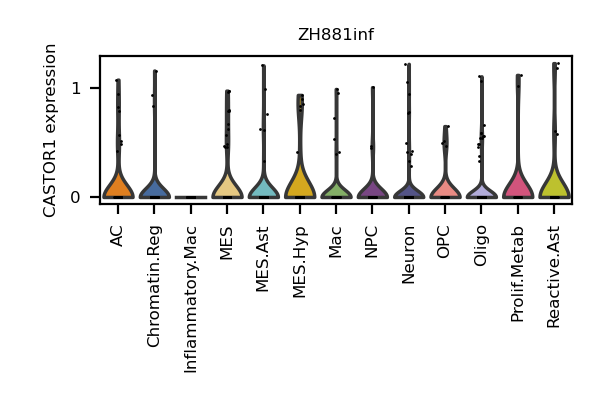 ZH881inf
CASTOR1 expression
1
0
AC
Chromatin.Reg
Inflammatory.Mac
MES
MES.Ast
MES.Hyp
Mac
NPC
Neuron
OPC
Oligo
Prolif.Metab
Reactive.Ast